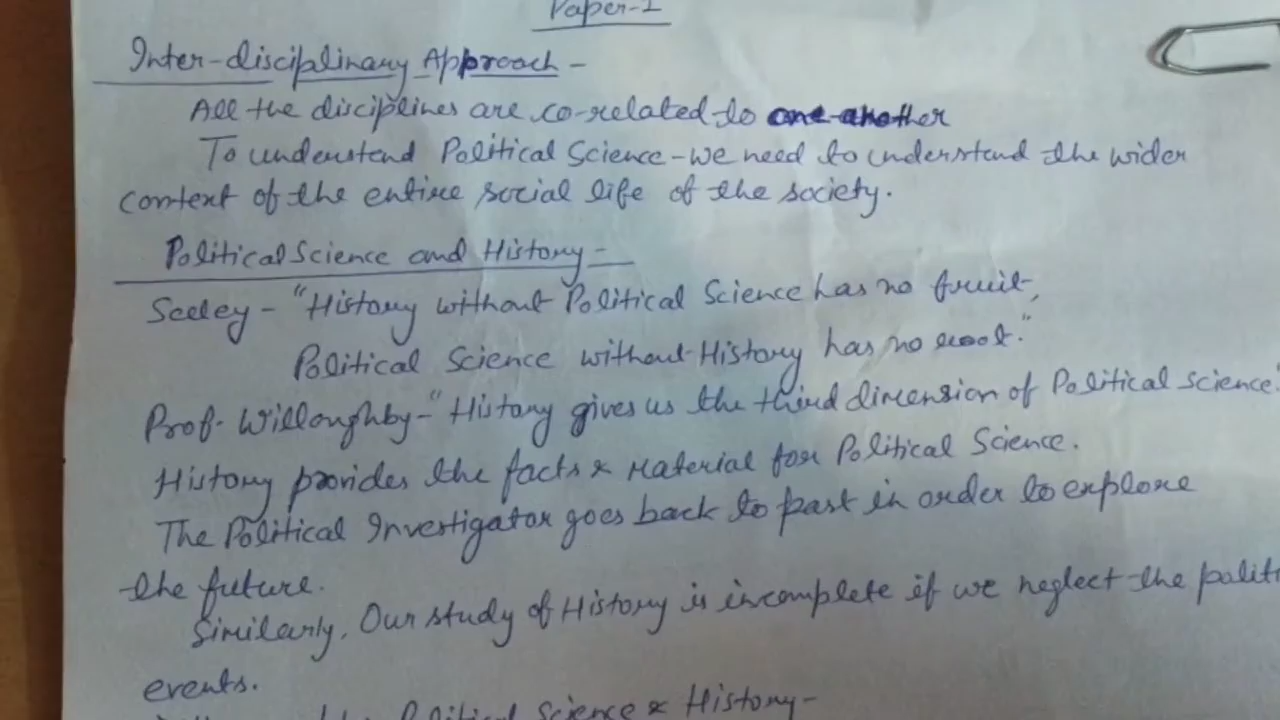 Paper-I
Inter-disciplinary Approach -
All the disciplines are co-related to one another
To understand Political Science - we need to understand the wider
context of the entire social life of the society.
Political Science and History -
Seeley - "History without Political Science has no fruit,
Political Science without History has no root."
Prof. Willoughby - "History gives us the third dimension of Political Science"
History provides the facts & material for Political Science.
The Political Investigator goes back to past in order to explore
the future.
Similarly, Our study of History is incomplete if we neglect the polit
events.
Political Science & History -